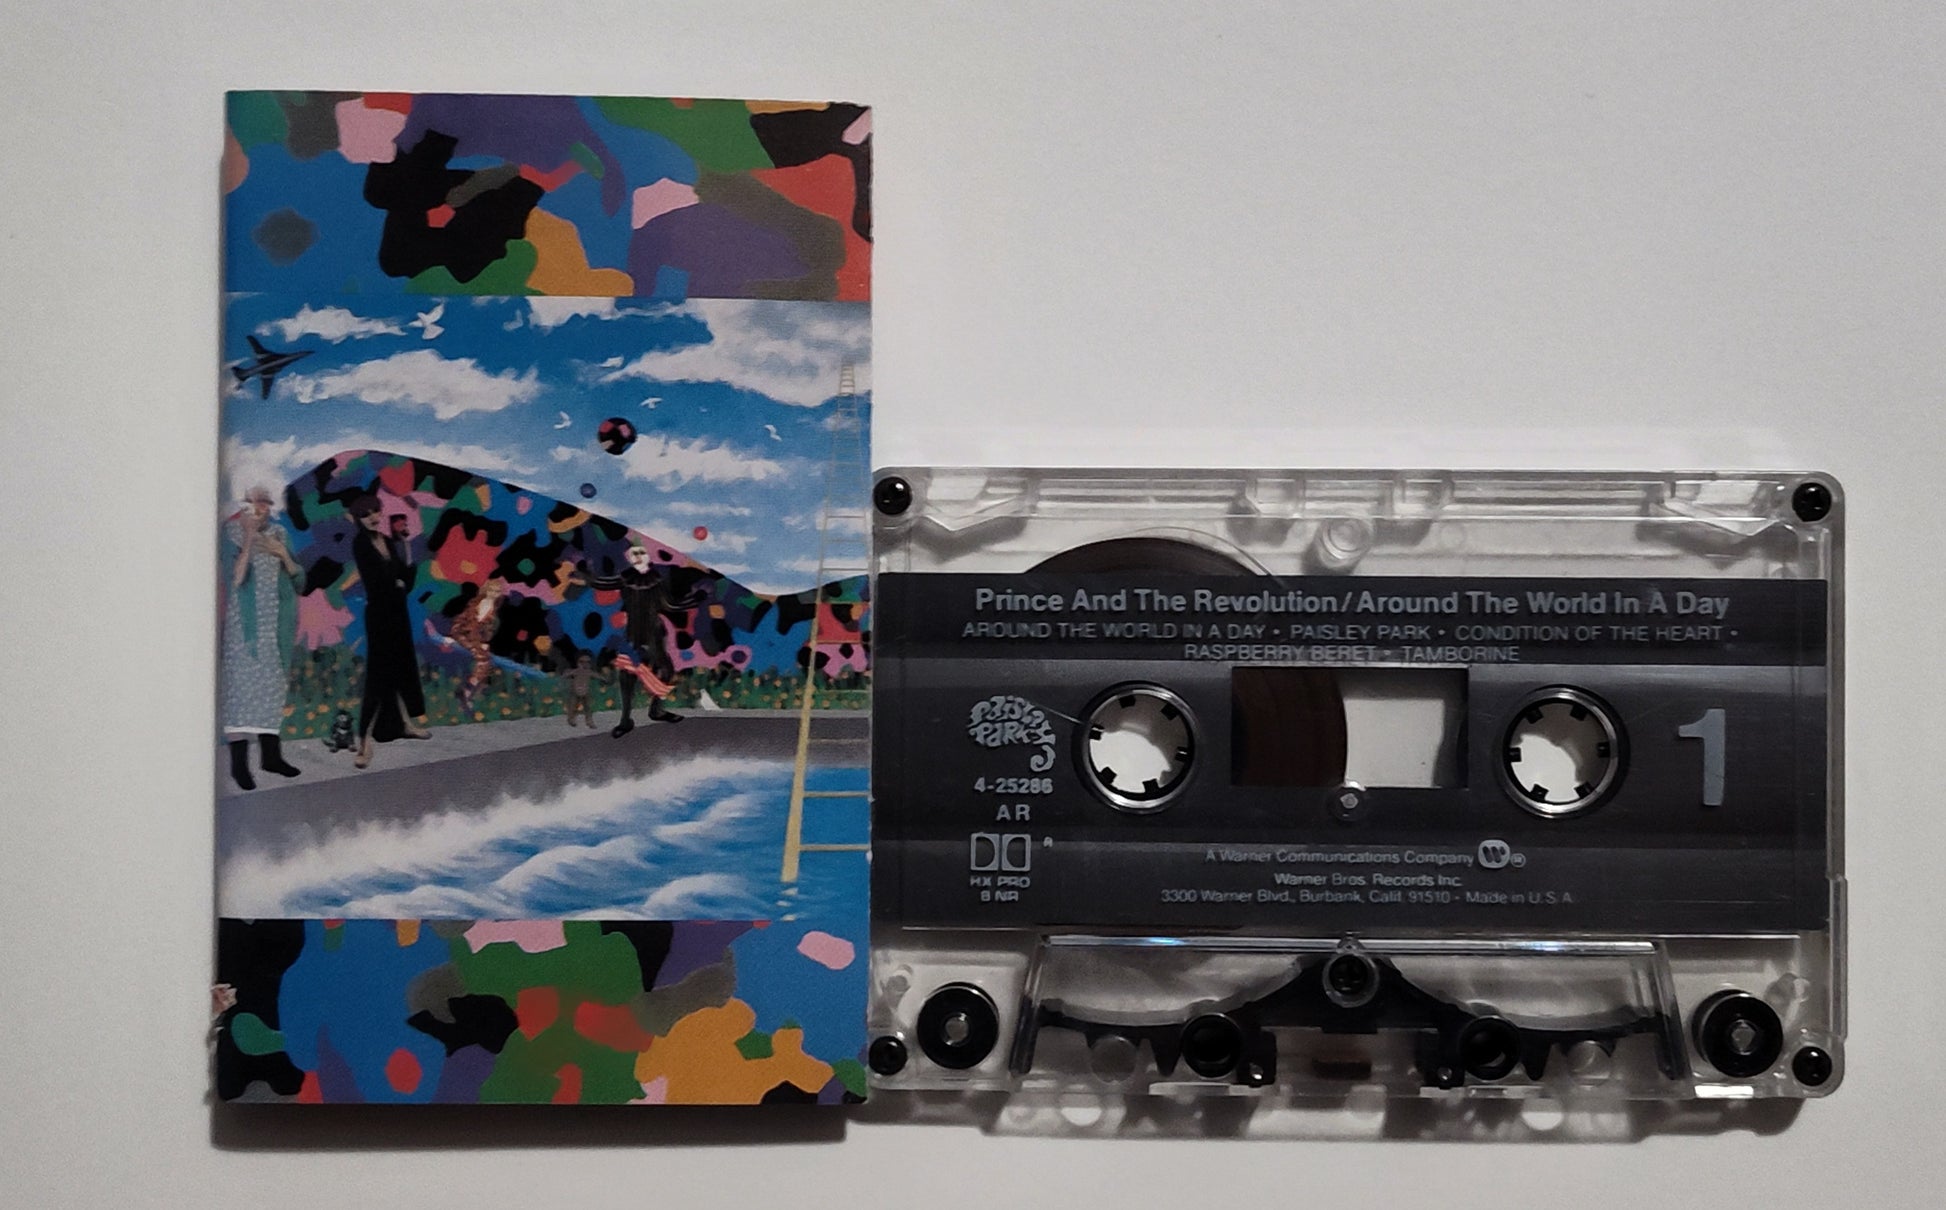 Prince And The Revolution/Around The World In A Day
AROUND THE WORLD IN A DAY • PAISLEY PARK • CONDITION OF THE HEART •
RASPBERRY BERET • TAMBORINE
PAISLEY
PARK
4-25286
AR
HX PRO
B NR
1
A Warner Communications Company W ®
Warner Bros. Records Inc.
3300 Warner Blvd., Burbank, Calif. 91510 • Made in U.S.A.